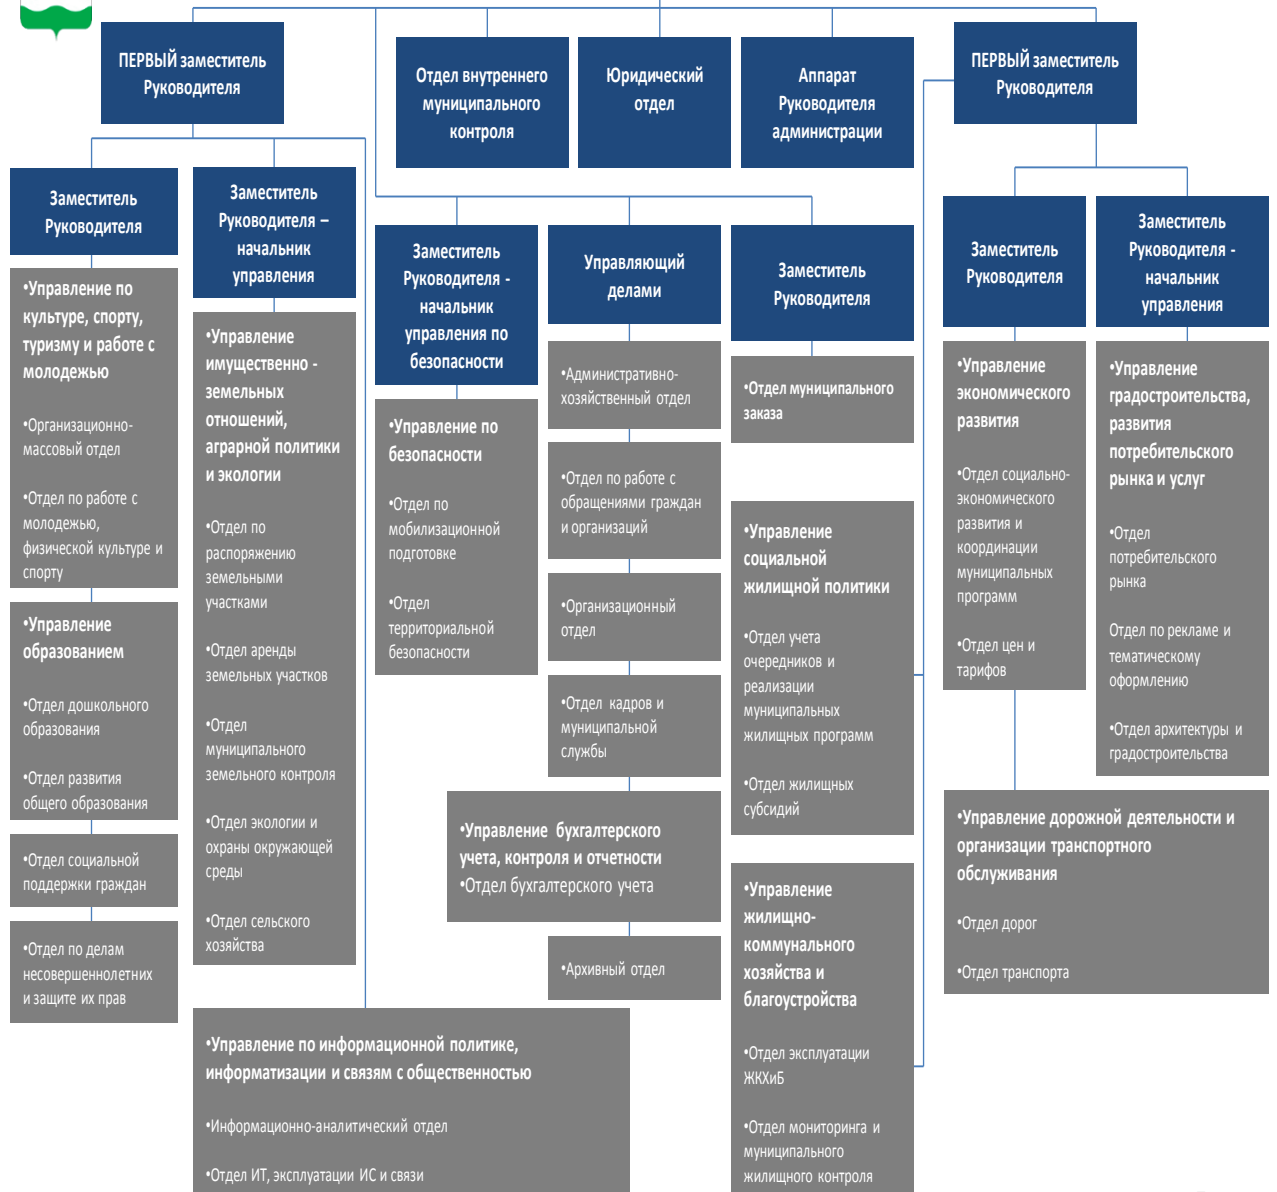 ПЕРВЫЙ заместитель
Руководителя
Отдел внутреннего
муниципального
контроля
Юридический
отдел
Аппарат
Руководителя
администрации
ПЕРВЫЙ заместитель
Руководителя
Заместитель
Руководителя
•Управление по
культуре, спорту,
туризму и работе с
молодежью
•Организационно-
массовый отдел
•Отдел по работе с
молодежью,
физической культуре и
спорту
•Управление
образованием
•Отдел дошкольного
образования
•Отдел развития
общего образования
•Отдел социальной
поддержки граждан
•Отдел по делам
несовершеннолетних
и защите их прав
Заместитель
Руководителя –
начальник
управления
•Управление
имущественно -
земельных
отношений,
аграрной политики
и экологии
•Отдел по
распоряжению
земельными
участками
•Отдел аренды
земельных участков
•Отдел
муниципального
земельного контроля
•Отдел экологии и
охраны окружающей
среды
•Отдел сельского
хозяйства
•Управление по информационной политике,
информатизации и связям с общественностью
•Информационно-аналитический отдел
•Отдел ИТ, эксплуатации ИС и связи
Заместитель
Руководителя -
начальник
управления по
безопасности
•Управление по
безопасности
•Отдел по
мобилизационной
подготовке
•Отдел
территориальной
безопасности
Управляющий
делами
•Административно-
хозяйственный отдел
•Отдел по работе с
обращениями граждан
и организаций
•Организационный
отдел
•Отдел кадров и
муниципальной
службы
•Управление бухгалтерского
учета, контроля и отчетности
•Отдел бухгалтерского учета
•Архивный отдел
Заместитель
Руководителя
•Отдел муниципального
заказа
•Управление
социальной
жилищной политики
•Отдел учета
очередников и
реализации
муниципальных
жилищных программ
•Отдел жилищных
субсидий
•Управление
жилищно-
коммунального
хозяйства и
благоустройства
•Отдел эксплуатации
ЖКХиБ
•Отдел мониторинга и
муниципального
жилищного контроля
Заместитель
Руководителя
•Управление
экономического
развития
•Отдел социально-
экономического
развития и
координации
муниципальных
программ
•Отдел цен и
тарифов
Заместитель
Руководителя -
начальник
управления
•Управление
градостроительства,
развития
потребительского
рынка и услуг
•Отдел
потребительского
рынка
Отдел по рекламе и
тематическому
оформлению
•Отдел архитектуры и
градостроительства
•Управление дорожной деятельности и
организации транспортного
обслуживания
•Отдел дорог
•Отдел транспорта